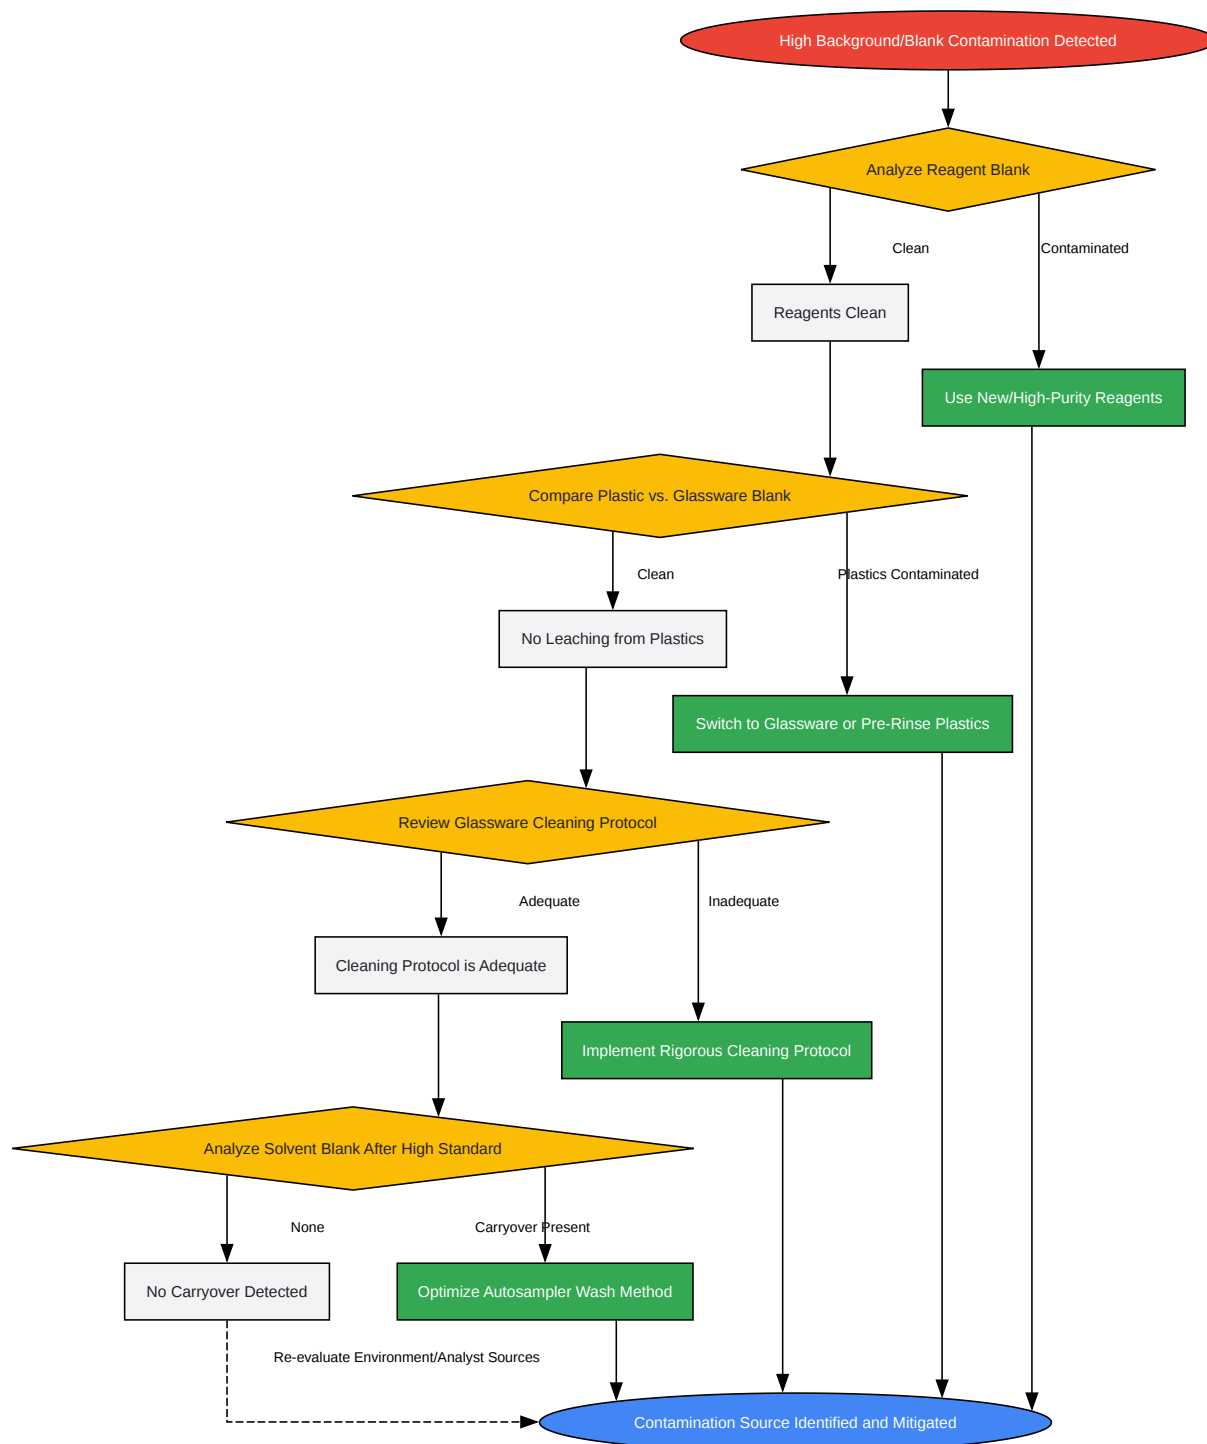 High Background/Blank Contamination Detected
Analyze Reagent Blank
Clean
Contaminated
Reagents Clean
Use New/High-Purity Reagents
Compare Plastic vs. Glassware Blank
Clean
Plastics Contaminated
No Leaching from Plastics
Switch to Glassware or Pre-Rinse Plastics
Review Glassware Cleaning Protocol
Adequate
Inadequate
Cleaning Protocol is Adequate
Implement Rigorous Cleaning Protocol
Analyze Solvent Blank After High Standard
None
Carryover Present
No Carryover Detected
Optimize Autosampler Wash Method
Re-evaluate Environment/Analyst Sources
Contamination Source Identified and Mitigated